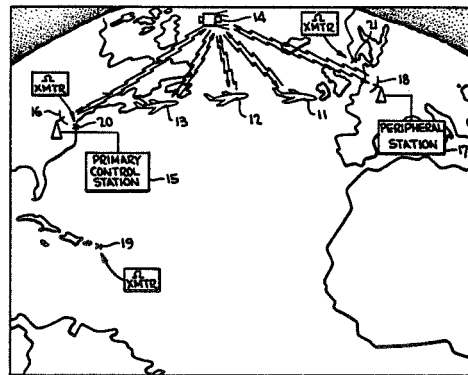 14
21
Ω
XMTR
Ω
XMTR
16
20
13
12
11
18
PRIMARY
CONTROL
STATION
15
PERIPHERAL
STATION
17
19
Ω
XMTR